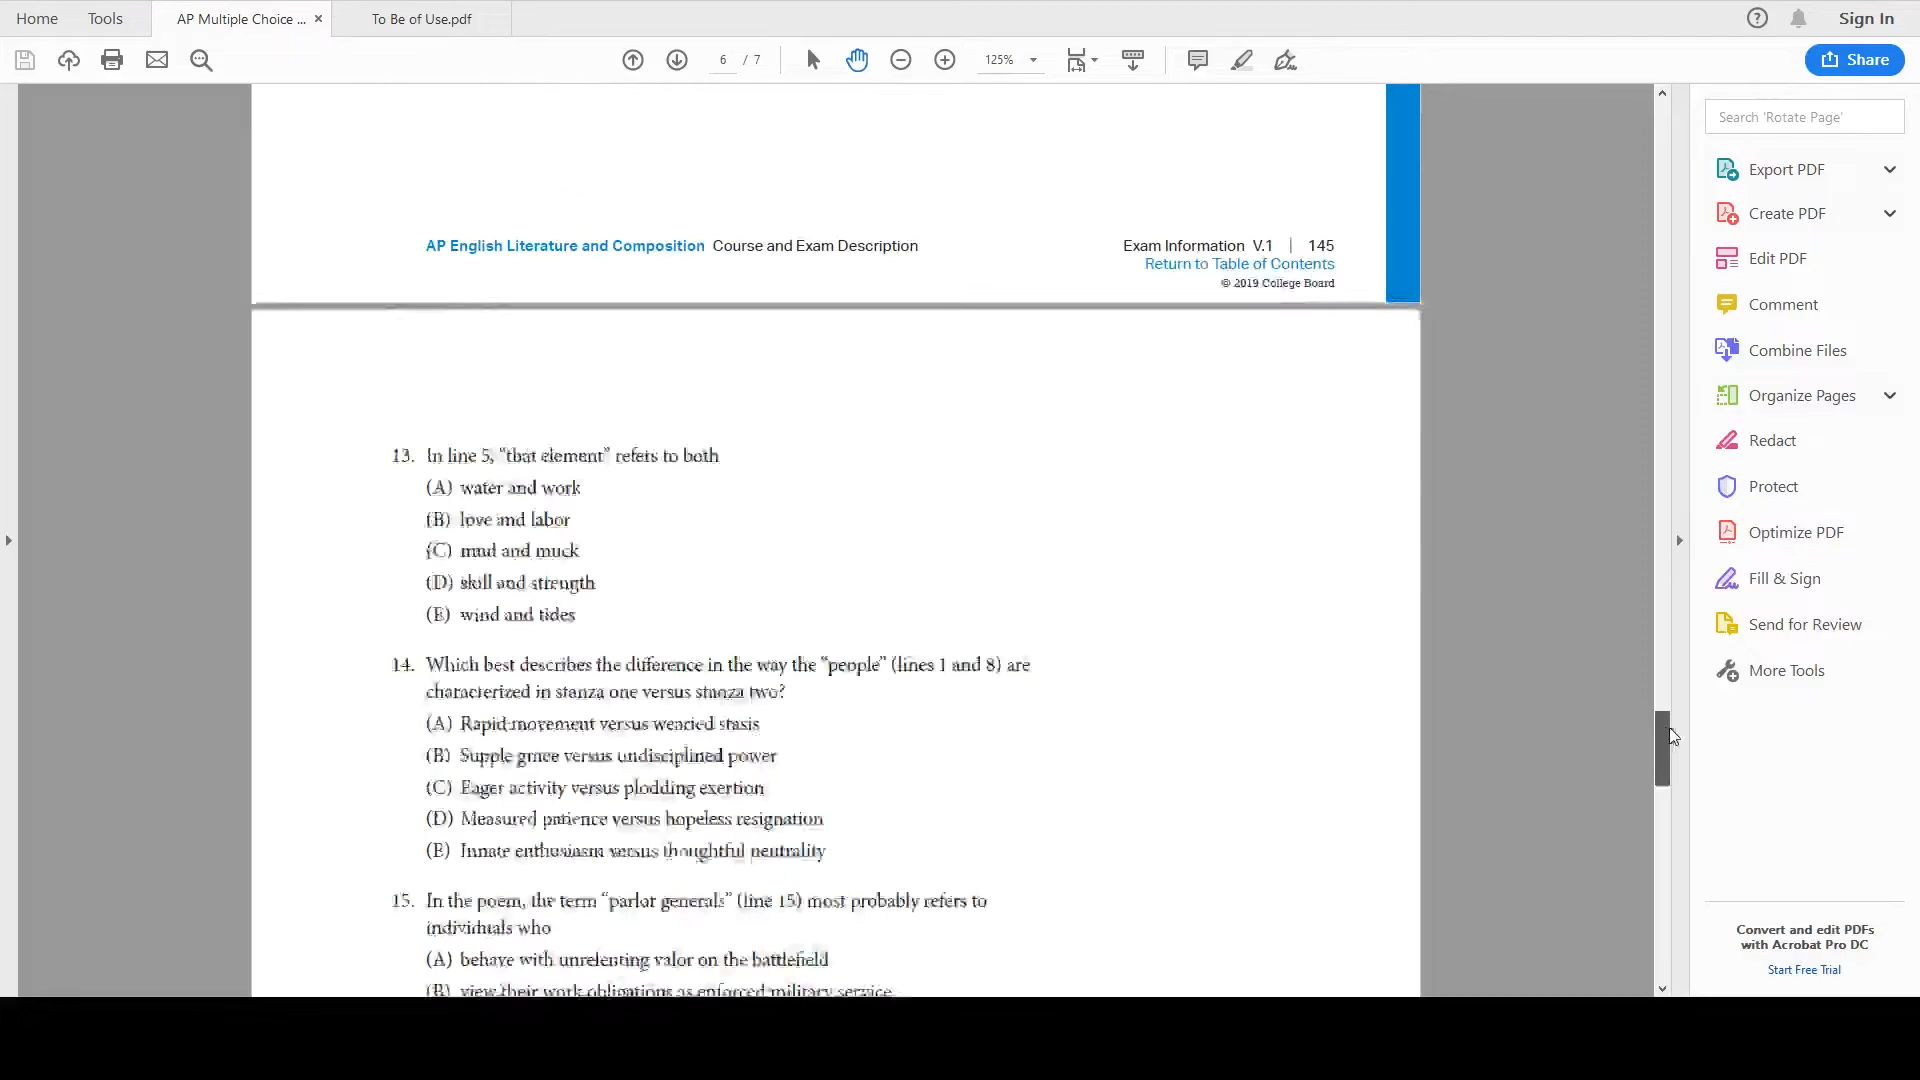 Home Tools AP Multiple Choice ... × To Be of Use.pdf Sign In
6 / 7 125% Share
Search 'Rotate Page'
Export PDF
Create PDF
Edit PDF
Comment
Combine Files
Organize Pages
Redact
Protect
Optimize PDF
Fill & Sign
Send for Review
More Tools
Convert and edit PDFs
with Acrobat Pro DC
Start Free Trial
AP English Literature and Composition Course and Exam Description Exam Information V.1 | 145
Return to Table of Contents
© 2019 College Board
13. In line 5, “that element” refers to both
(A) water and work
(B) love and labor
(C) mud and muck
(D) skill and strength
(E) wind and tides
14. Which best describes the difference in the way the “people” (lines 1 and 8) are
characterized in stanza one versus stanza two?
(A) Rapid movement versus wearied stasis
(B) Supple grace versus undisciplined power
(C) Eager activity versus plodding exertion
(D) Measured patience versus hopeless resignation
(E) Innate enthusiasm versus thoughtful neutrality
15. In the poem, the term “parlor generals” (line 15) most probably refers to
individuals who
(A) behave with unrelenting valor on the battlefield
(B) view their work obligations as enforced military service